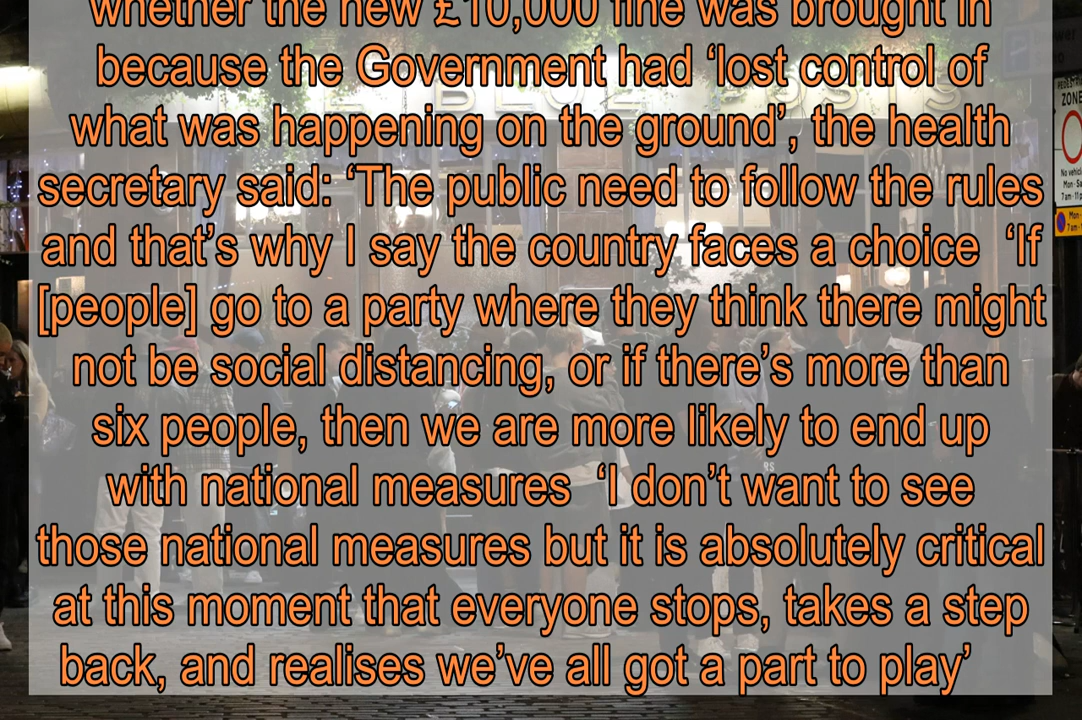 whether the new £10,000 fine was brought in
because the Government had ‘lost control of
what was happening on the ground’, the health
secretary said: ‘The public need to follow the rules
and that’s why I say the country faces a choice  ‘If
[people] go to a party where they think there might
not be social distancing, or if there’s more than
six people, then we are more likely to end up
with national measures  ‘I don’t want to see
those national measures but it is absolutely critical
at this moment that everyone stops, takes a step
back, and realises we’ve all got a part to play’
BLUE POSTS
ZONE